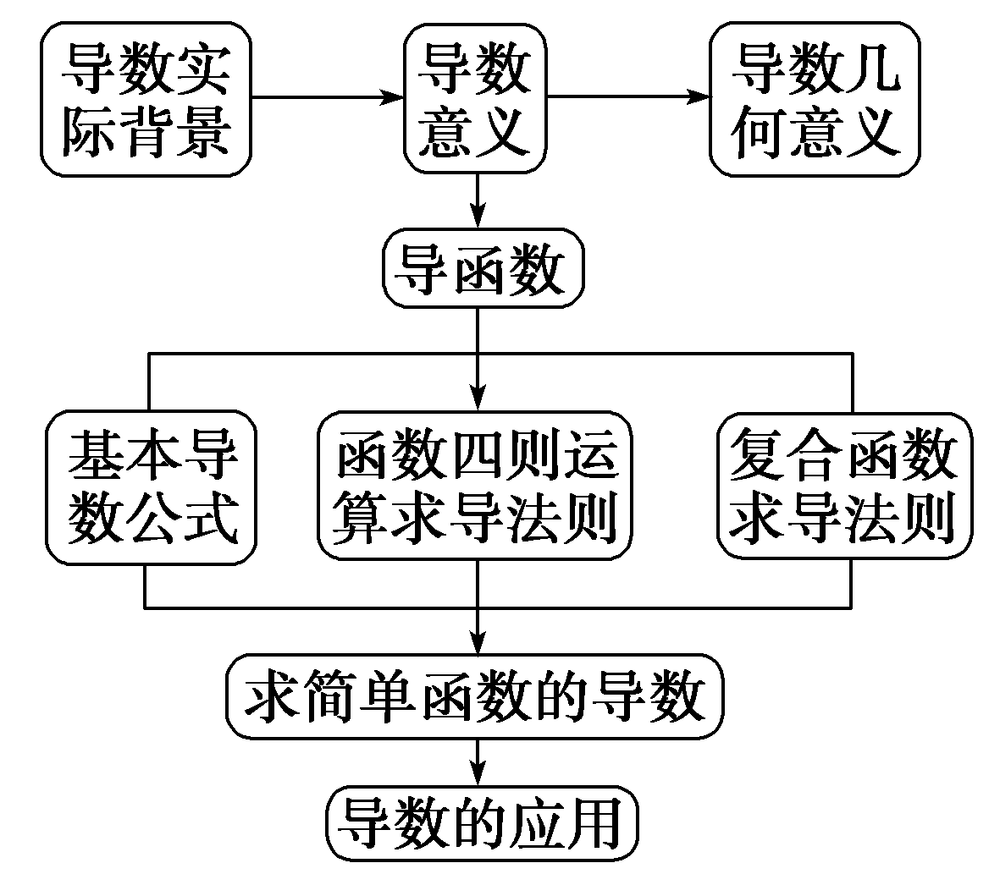 导数实
际背景
导数
意义
导数几
何意义
导函数
基本导
数公式
函数四则运
算求导法则
复合函数
求导法则
求简单函数的导数
导数的应用